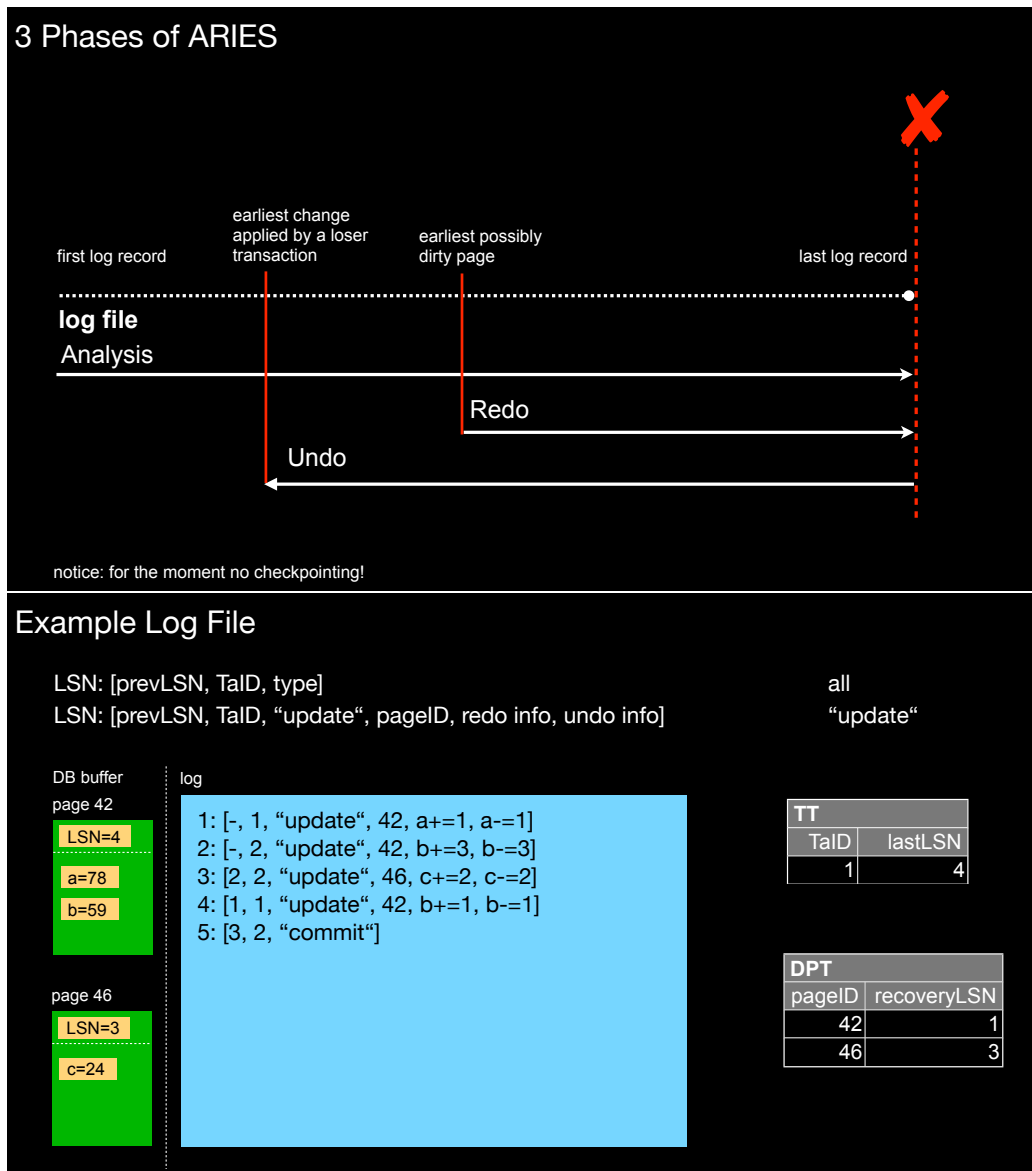 3 Phases of ARIES
earliest change
applied by a loser
transaction
earliest possibly
dirty page
first log record
last log record
log file
Analysis
Redo
Undo
notice: for the moment no checkpointing!
Example Log File
LSN: [prevLSN, TaID, type] all
LSN: [prevLSN, TaID, “update“, pageID, redo info, undo info] “update“
DB buffer
log
page 42
LSN=4
a=78
b=59
page 46
LSN=3
c=24
1: [-, 1, “update“, 42, a+=1, a-=1]
2: [-, 2, “update“, 42, b+=3, b-=3]
3: [2, 2, “update“, 46, c+=2, c-=2]
4: [1, 1, “update“, 42, b+=1, b-=1]
5: [3, 2, “commit“]
TT
TaID lastLSN
1 4
DPT
pageID recoveryLSN
42 1
46 3